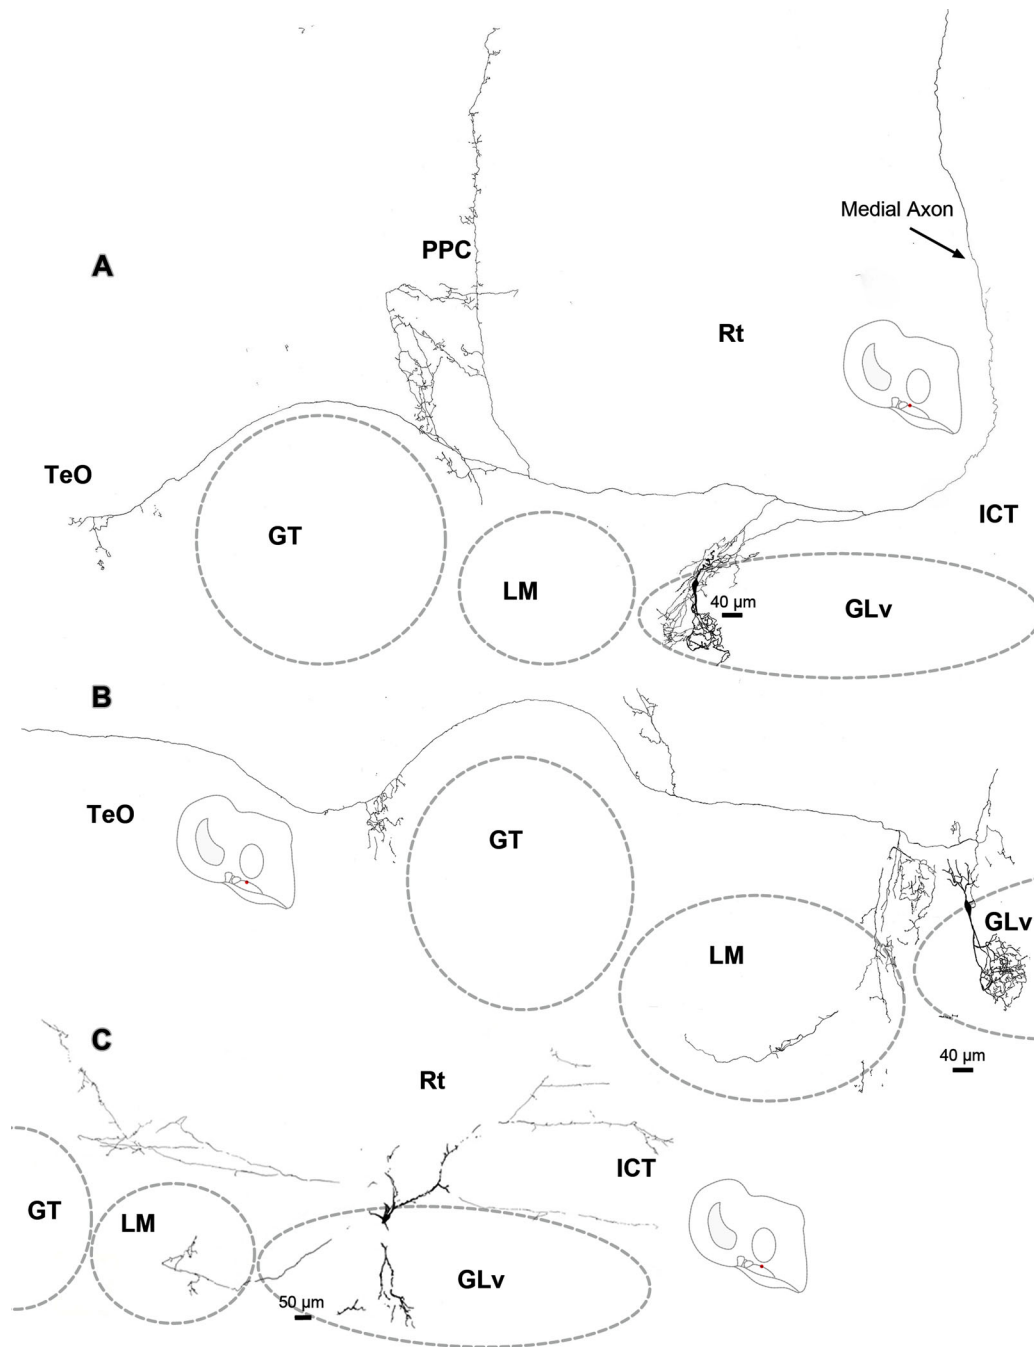 Medial Axon
A
PPC
Rt
TeO
GT
LM
ICT
40 µm
GLv
B
TeO
GT
LM
GLv
40 µm
C
Rt
ICT
GT
LM
GLv
50 µm